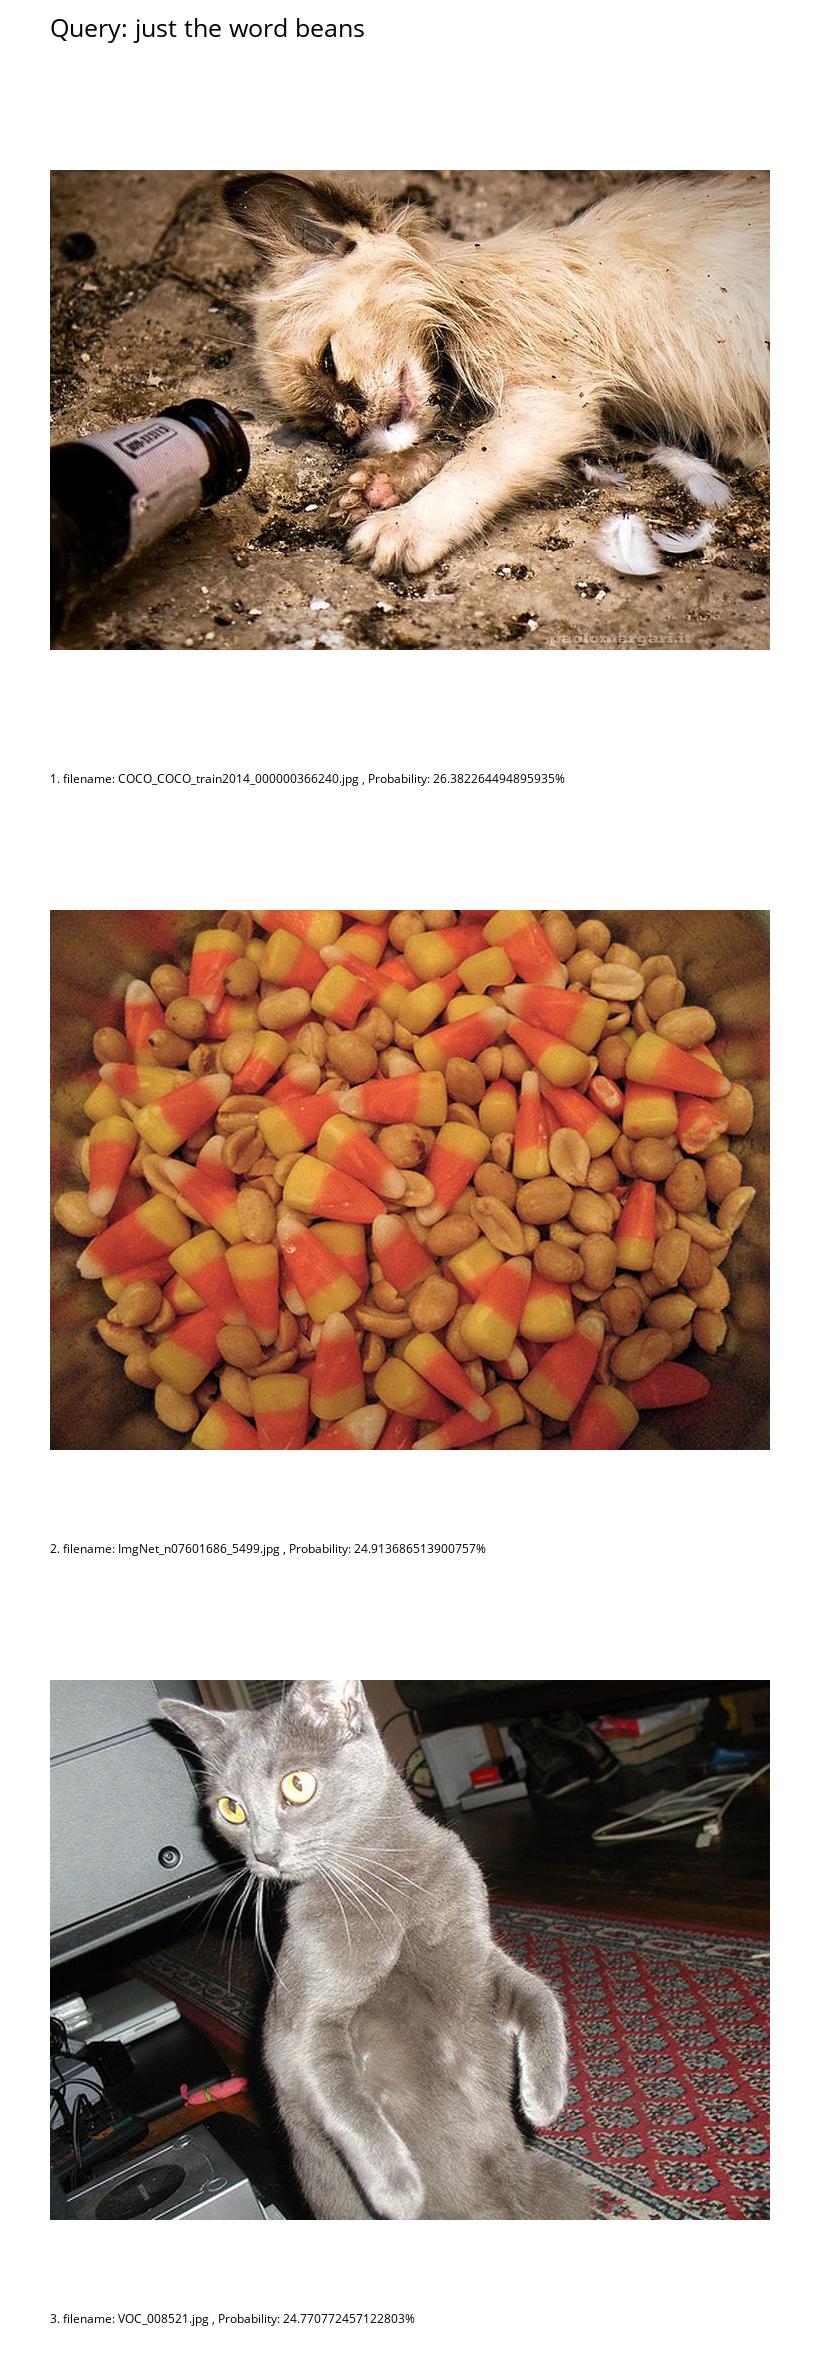 Query: just the word beans
paolomargari.it
1. filename: COCO_COCO_train2014_000000366240.jpg , Probability: 26.382264494895935%
2. filename: ImgNet_n07601686_5499.jpg , Probability: 24.913686513900757%
3. filename: VOC_008521.jpg , Probability: 24.770772457122803%